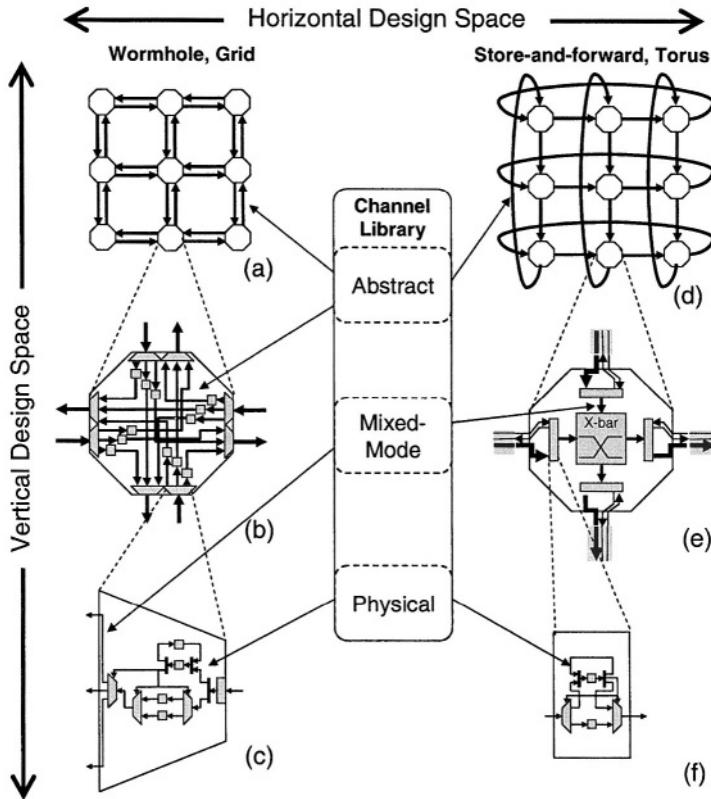 Horizontal Design Space
Wormhole, Grid
Store-and-forward, Torus
Vertical Design Space
Channel
Library
Abstract
Mixed-
Mode
Physical
(a)
(b)
(c)
(d)
X-bar
(e)
(f)